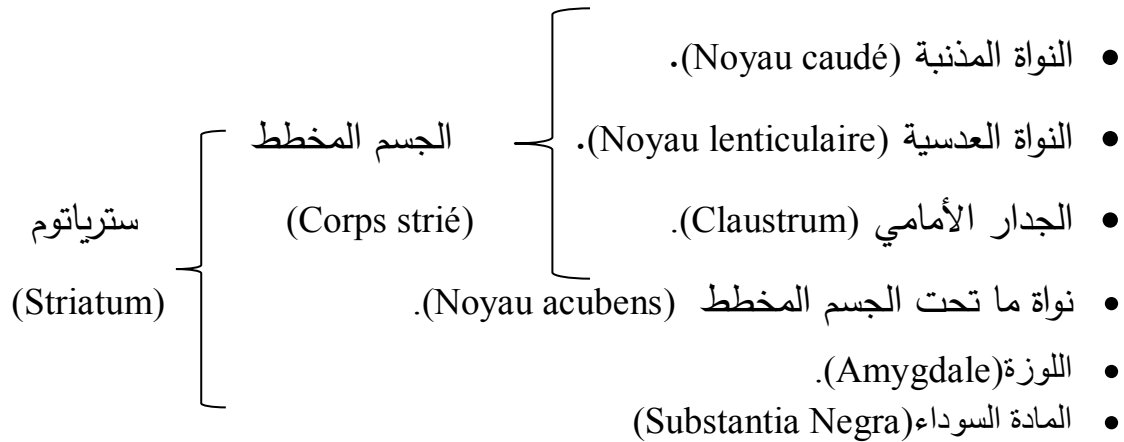 • النواة المذنبة (Noyau caudé).
• النواة العدسية (Noyau lenticulaire).
الجسم المخطط
• الجدار الأمامي (Claustrum).
(Corps strié)
سترياتوم
• نواة ما تحت الجسم المخطط (Noyau acubens).
(Striatum)
• اللوزة(Amygdale).
• المادة السوداء(Substantia Negra)